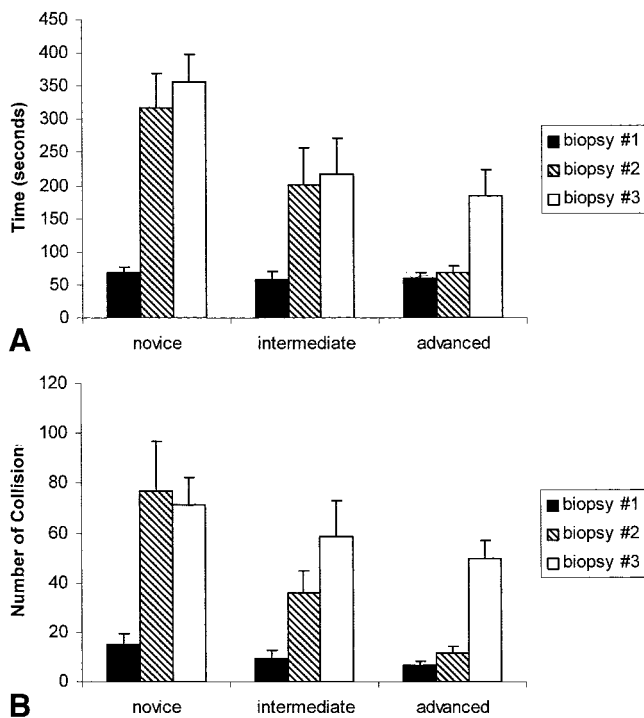 450
400
350
300
250
200
150
100
50
0
Time (seconds)
novice
intermediate
advanced
biopsy #1
biopsy #2
biopsy #3
A
120
100
80
60
40
20
0
Number of Collision
novice
intermediate
advanced
biopsy #1
biopsy #2
biopsy #3
B